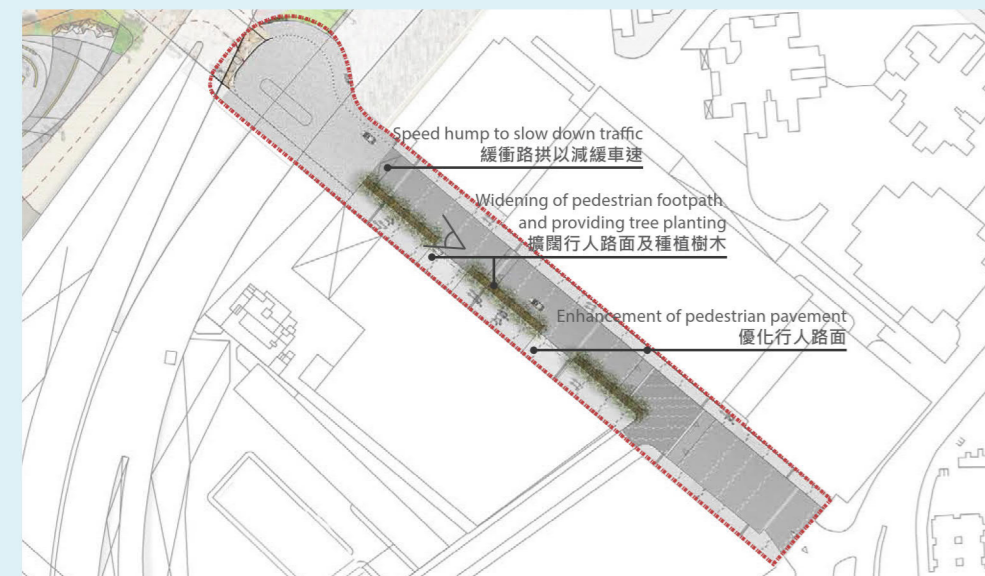 Speed hump to slow down traffic
緩衝路拱以減緩車速
Widening of pedestrian footpath
and providing tree planting
擴闊行人路面及種植樹木
Enhancement of pedestrian pavement
優化行人路面